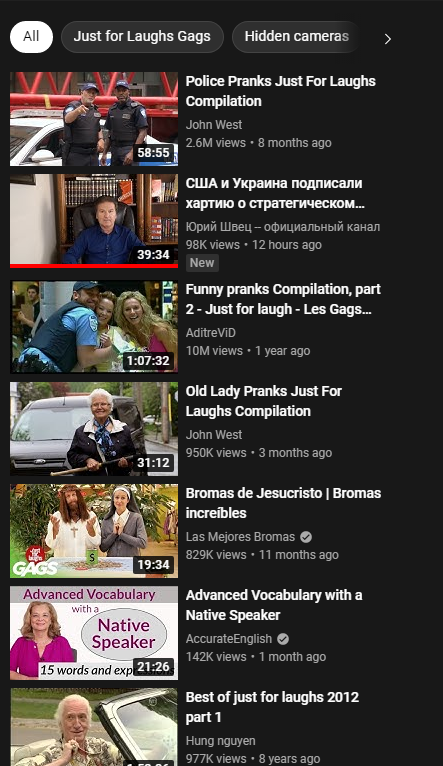 All
Just for Laughs Gags
Hidden cameras
Police Pranks Just For Laughs
Compilation
John West
2.6M views • 8 months ago
58:55
США и Украина подписали
хартию о стратегическом...
Юрий Швец – официальный канал
98K views • 12 hours ago
New
39:34
Funny pranks Compilation, part
2 - Just for laugh - Les Gags...
AditreViD
10M views • 1 year ago
1:07:32
Old Lady Pranks Just For
Laughs Compilation
John West
950K views • 3 months ago
31:12
Bromas de Jesucristo | Bromas
increíbles
Las Mejores Bromas
829K views • 11 months ago
just for laughs
GAGS
19:34
Advanced Vocabulary
with a
Native
Speaker
15 words and
21:26
Advanced Vocabulary with a
Native Speaker
AccurateEnglish
142K views • 1 month ago
Best of just for laughs 2012
part 1
Hung nguyen
977K views • 8 years ago